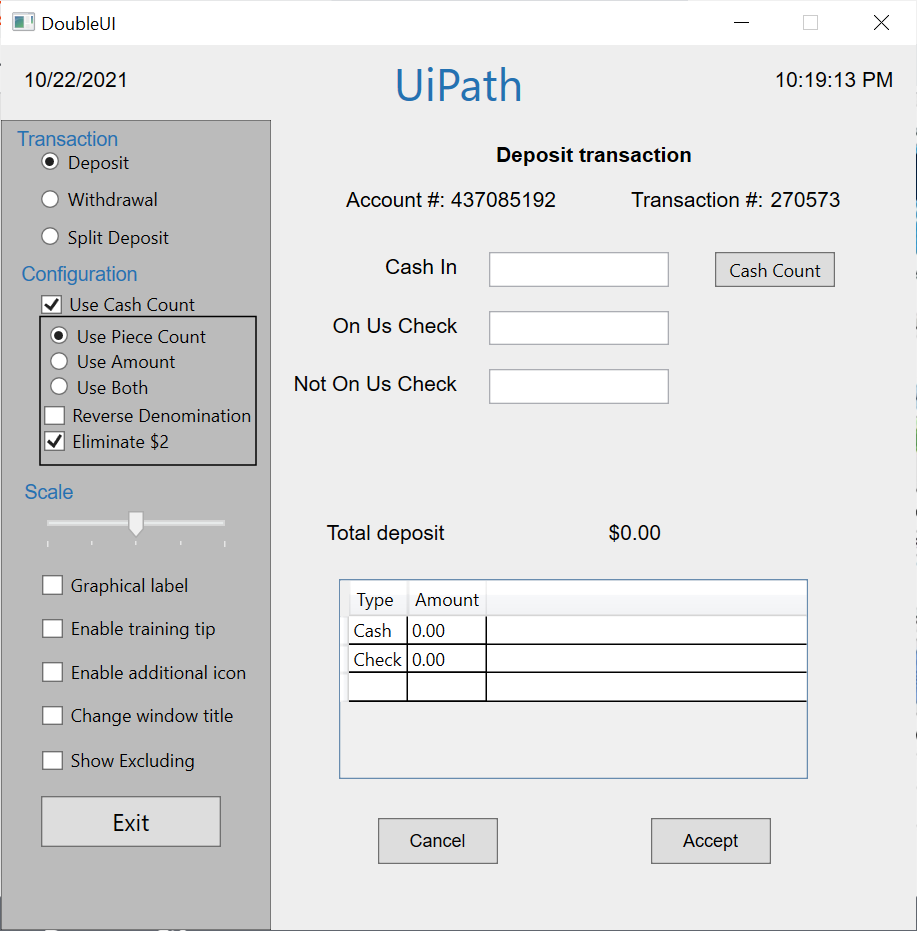 DoubleUI
10/22/2021
UiPath
10:19:13 PM
Transaction
Deposit
Withdrawal
Split Deposit
Configuration
Use Cash Count
Use Piece Count
Use Amount
Use Both
Reverse Denomination
Eliminate $2
Scale
Graphical label
Enable training tip
Enable additional icon
Change window title
Show Excluding
Exit
Deposit transaction
Account #: 437085192 Transaction #: 270573
Cash In
Cash Count
On Us Check
Not On Us Check
Total deposit $0.00
Type Amount
Cash 0.00
Check 0.00
Cancel Accept